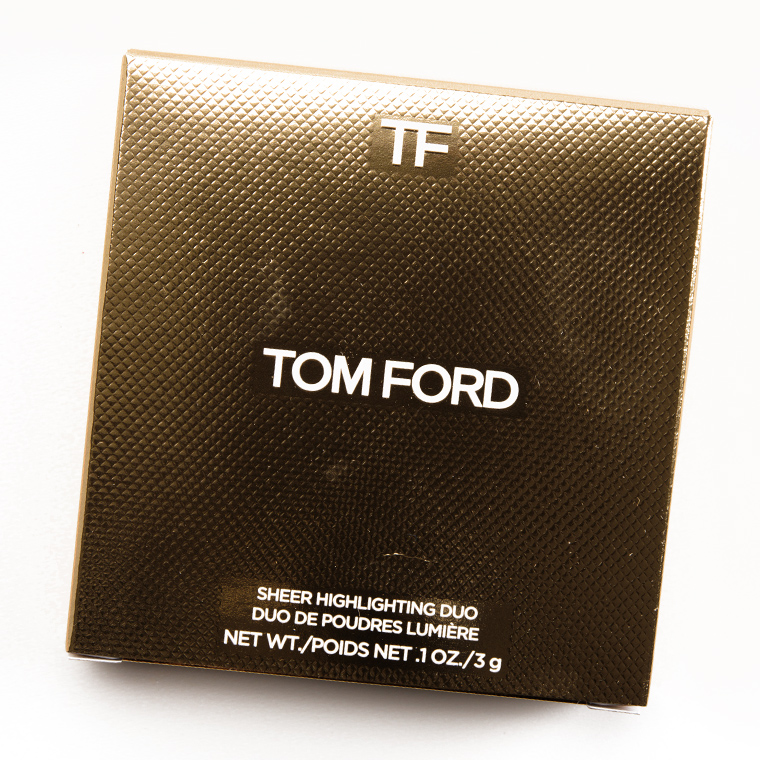 TF
TOM FORD
SHEER HIGHLIGHTING DUO
DUO DE POUDRES LUMIÈRE
NET WT./POIDS NET .1 OZ./3 g